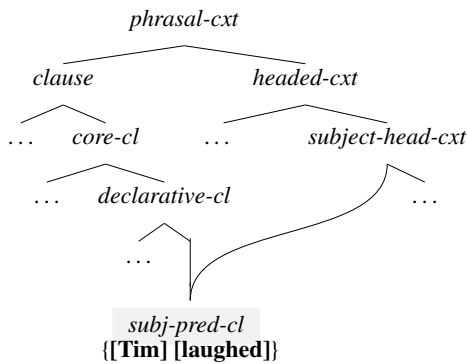 phrasal-cxt
clause headed-cxt
... core-cl ... subject-head-cxt
... declarative-cl ...
...
subj-pred-cl
{[Tim] [laughed]}